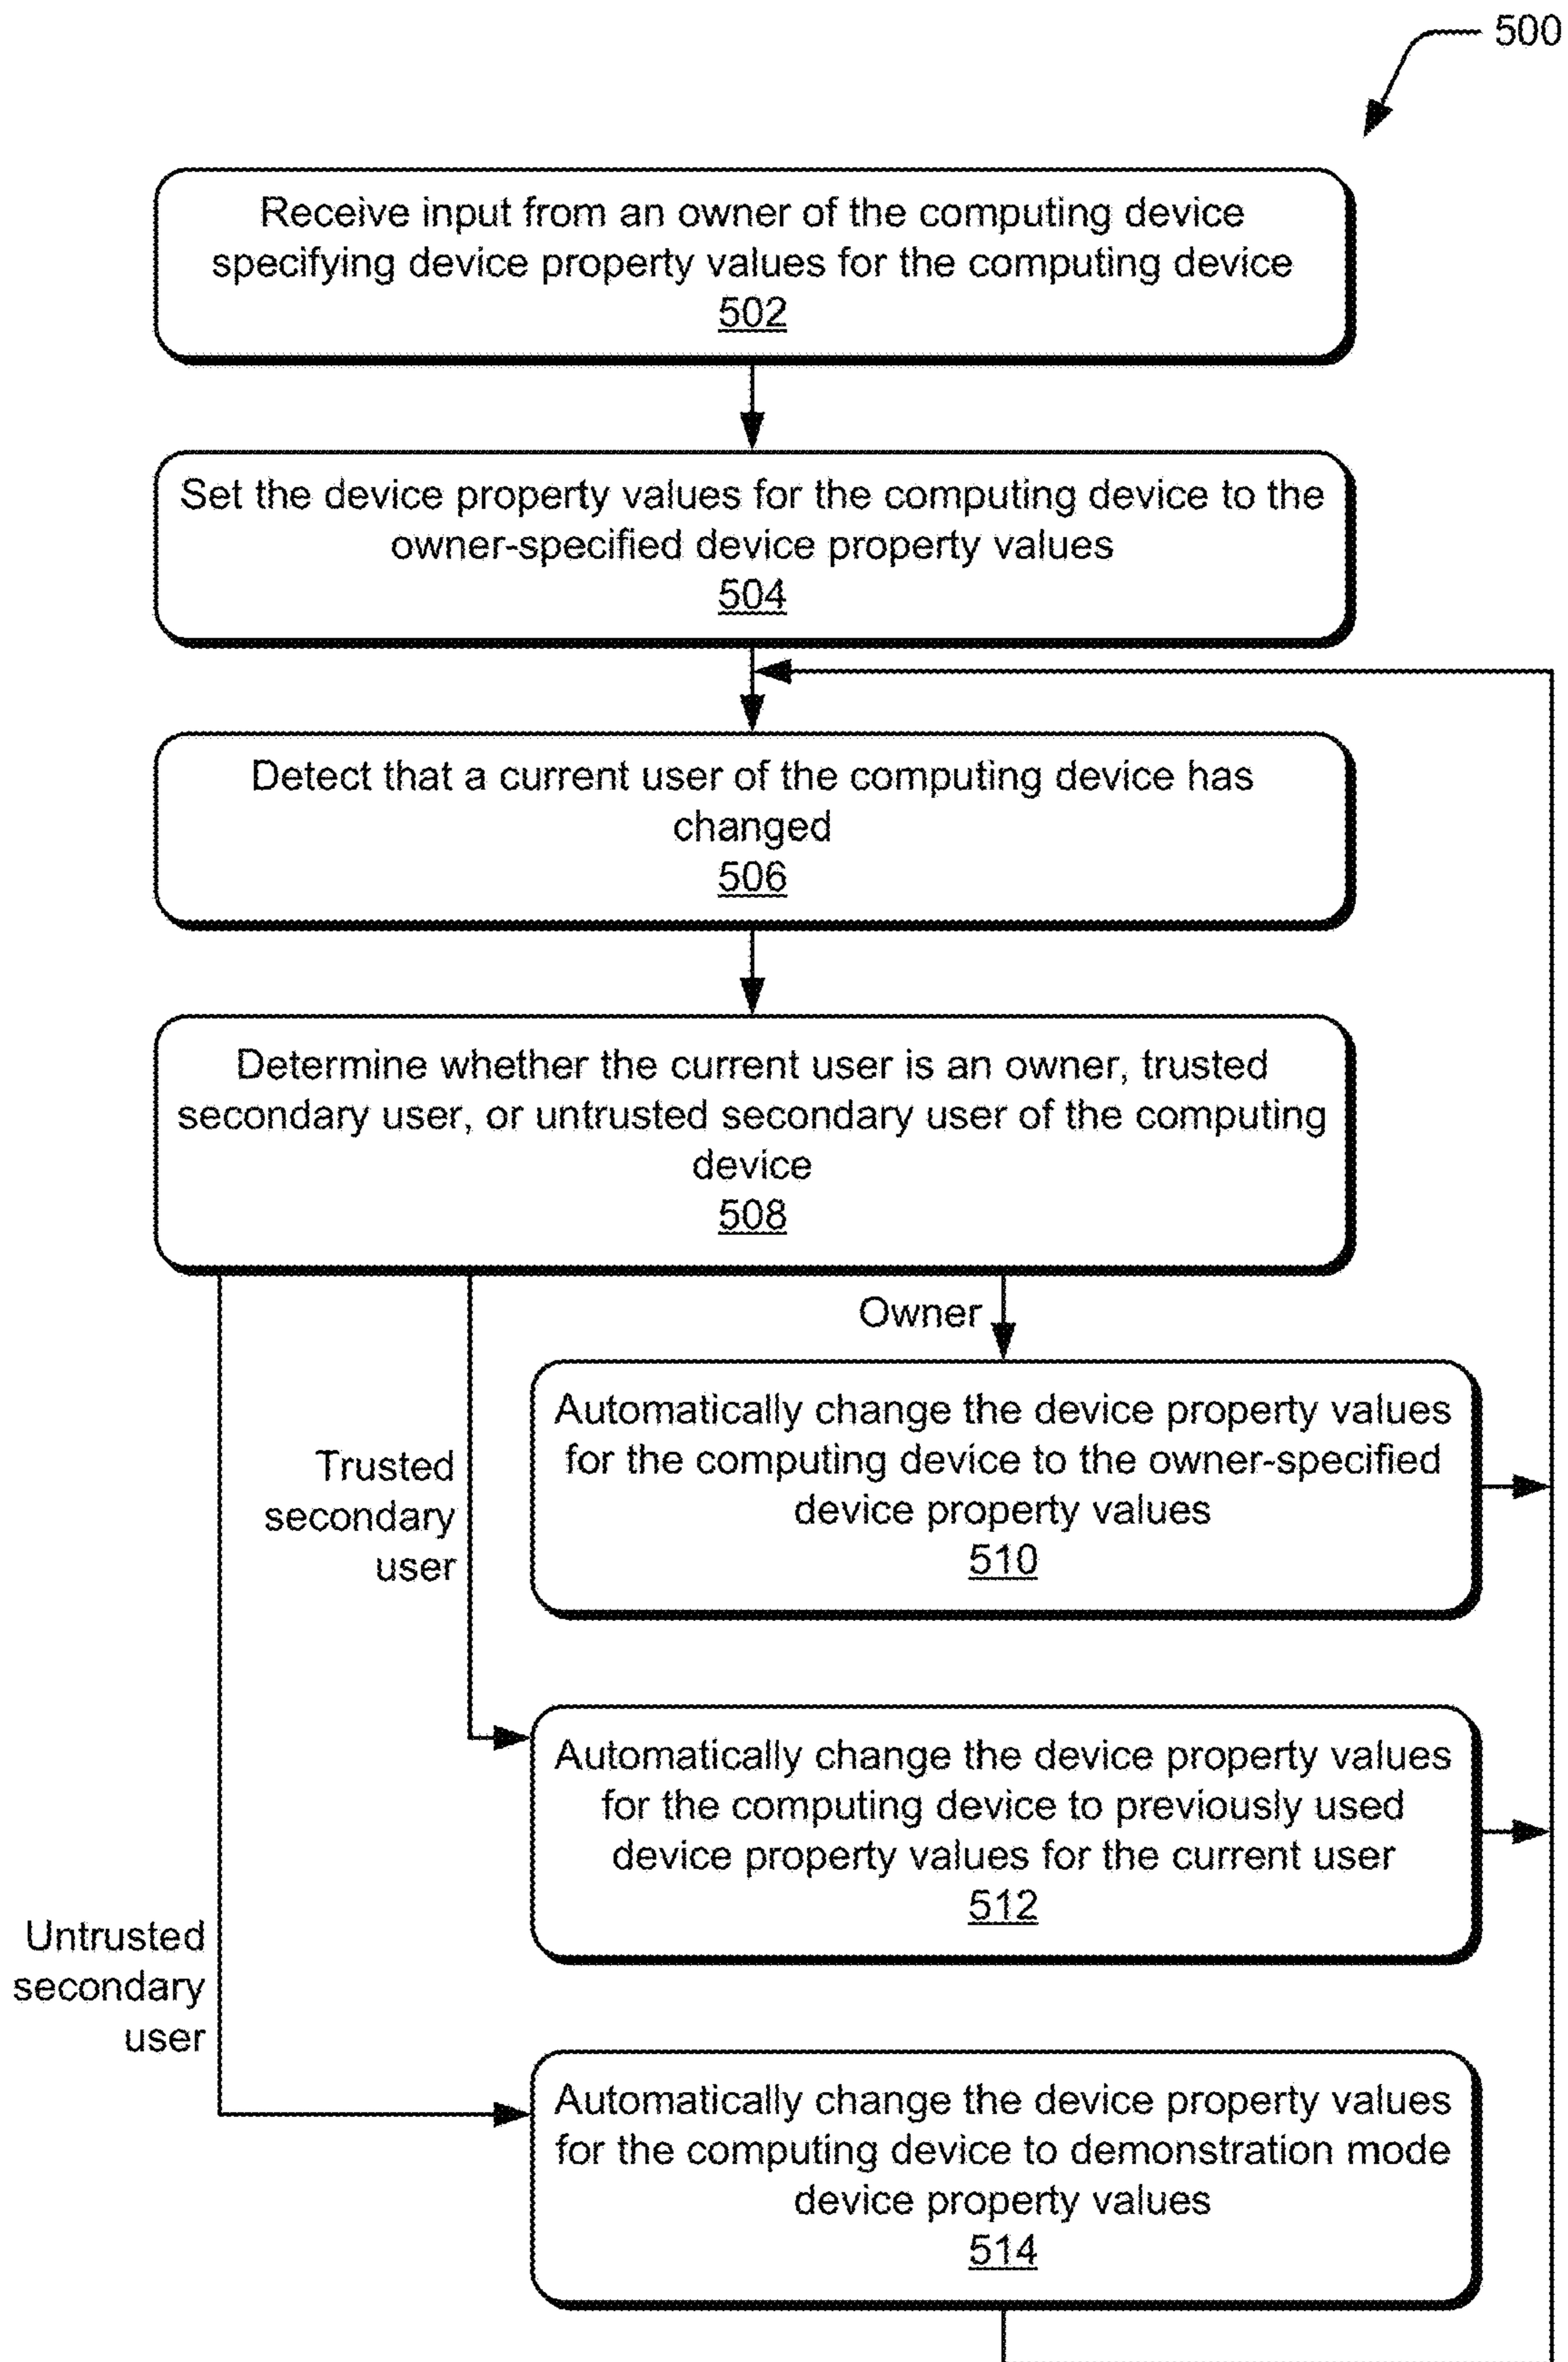 500
Receive input from an owner of the computing device
specifying device property values for the computing device
502
Set the device property values for the computing device to the
owner-specified device property values
504
Detect that a current user of the computing device has
changed
506
Determine whether the current user is an owner, trusted
secondary user, or untrusted secondary user of the computing
device
508
Owner
Automatically change the device property values
for the computing device to the owner-specified
device property values
510
Trusted
secondary
user
Automatically change the device property values
for the computing device to previously used
device property values for the current user
512
Untrusted
secondary
user
Automatically change the device property values
for the computing device to demonstration mode
device property values
514